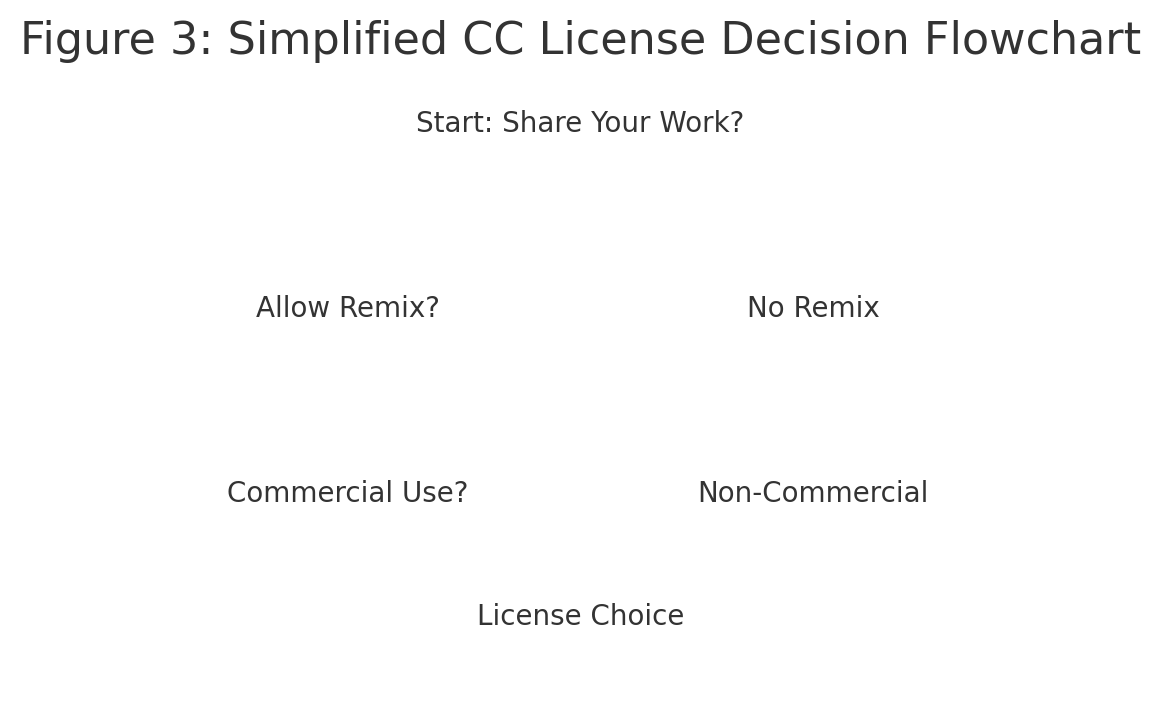 Figure 3: Simplified CC License Decision Flowchart
Start: Share Your Work?
Allow Remix?
No Remix
Commercial Use?
Non-Commercial
License Choice